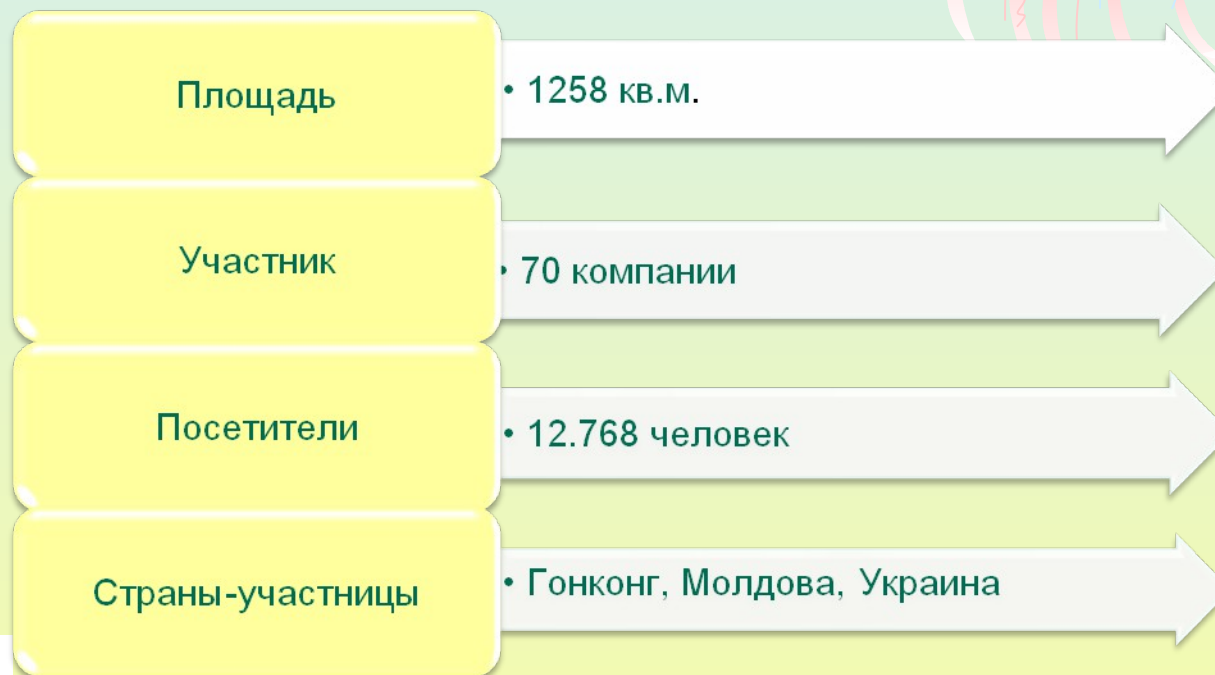 Площадь
• 1258 кв.м.
Участник
• 70 компании
Посетители
• 12.768 человек
Страны-участницы
• Гонконг, Молдова, Украина